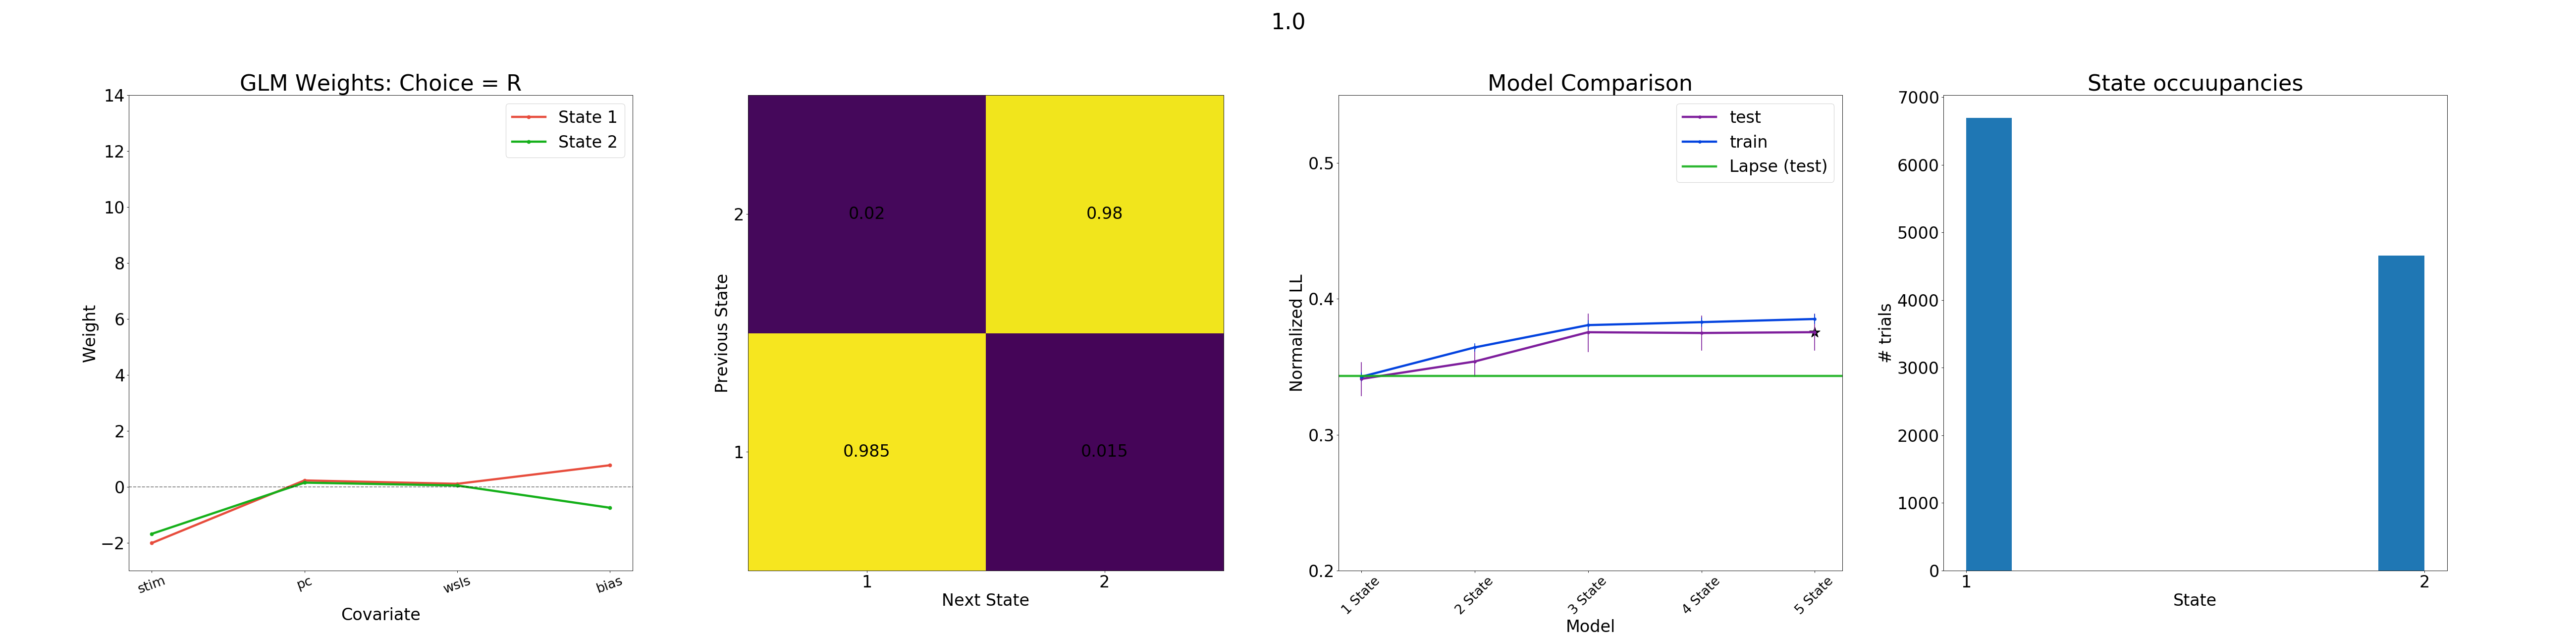 1.0
GLM Weights: Choice = R
14
12
10
8
6
4
2
0
−2
Weight
State 1
State 2
stim
pc
wsls
bias
Covariate
Previous State
2
1
0.02
0.98
0.985
0.015
1
2
Next State
Model Comparison
Normalized LL
0.5
0.4
0.3
0.2
test
train
Lapse (test)
1 State
2 State
3 State
4 State
5 State
Model
State occuupancies
# trials
7000
6000
5000
4000
3000
2000
1000
0
1
2
State